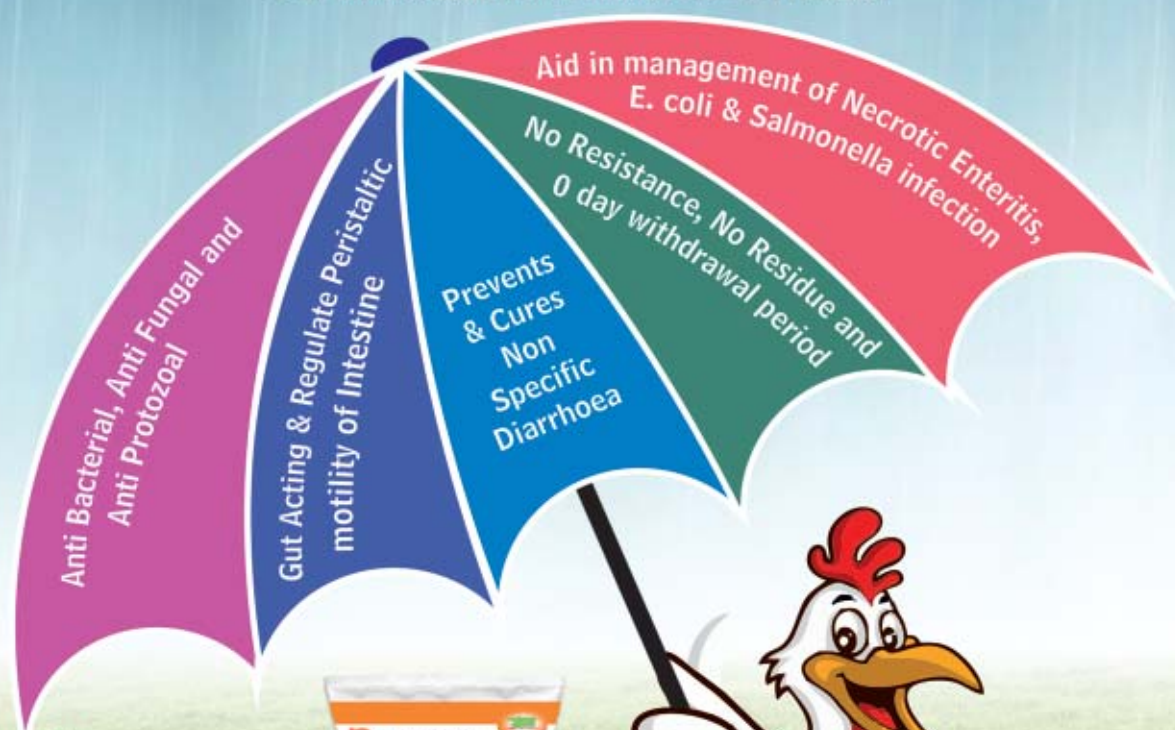 Anti Bacterial, Anti Fungal and
Anti Protozoal
Gut Acting & Regulate Peristaltic
motility of Intestine
Prevents
& Cures
Non
Specific
Diarrhoea
No Resistance, No Residue and
0 day withdrawal period
Aid in management of Necrotic Enteritis,
E. coli & Salmonella infection